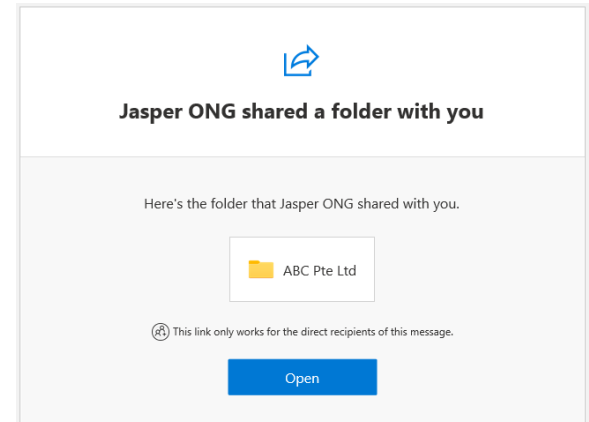 Jasper ONG shared a folder with you
Here's the folder that Jasper ONG shared with you.
ABC Pte Ltd
This link only works for the direct recipients of this message.
Open